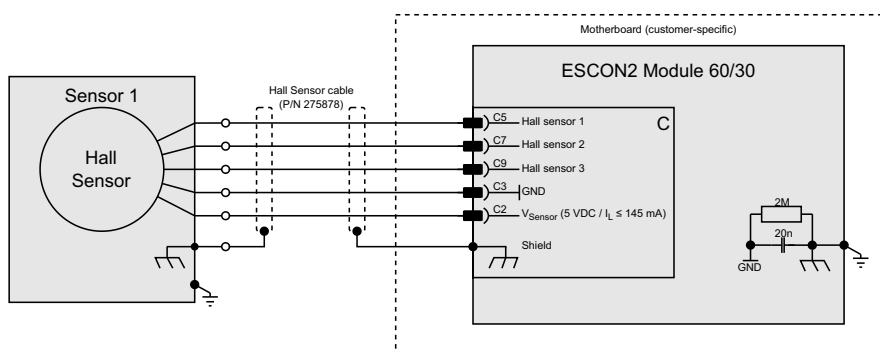 Motherboard (customer-specific)
ESCON2 Module 60/30
Sensor 1
Hall Sensor cable
(P/N 275878)
Hall
Sensor
C
C5 Hall sensor 1
C7 Hall sensor 2
C9 Hall sensor 3
C3 GND
C2 VSensor (5 VDC / IL ≤ 145 mA)
Shield
2M
20n
GND